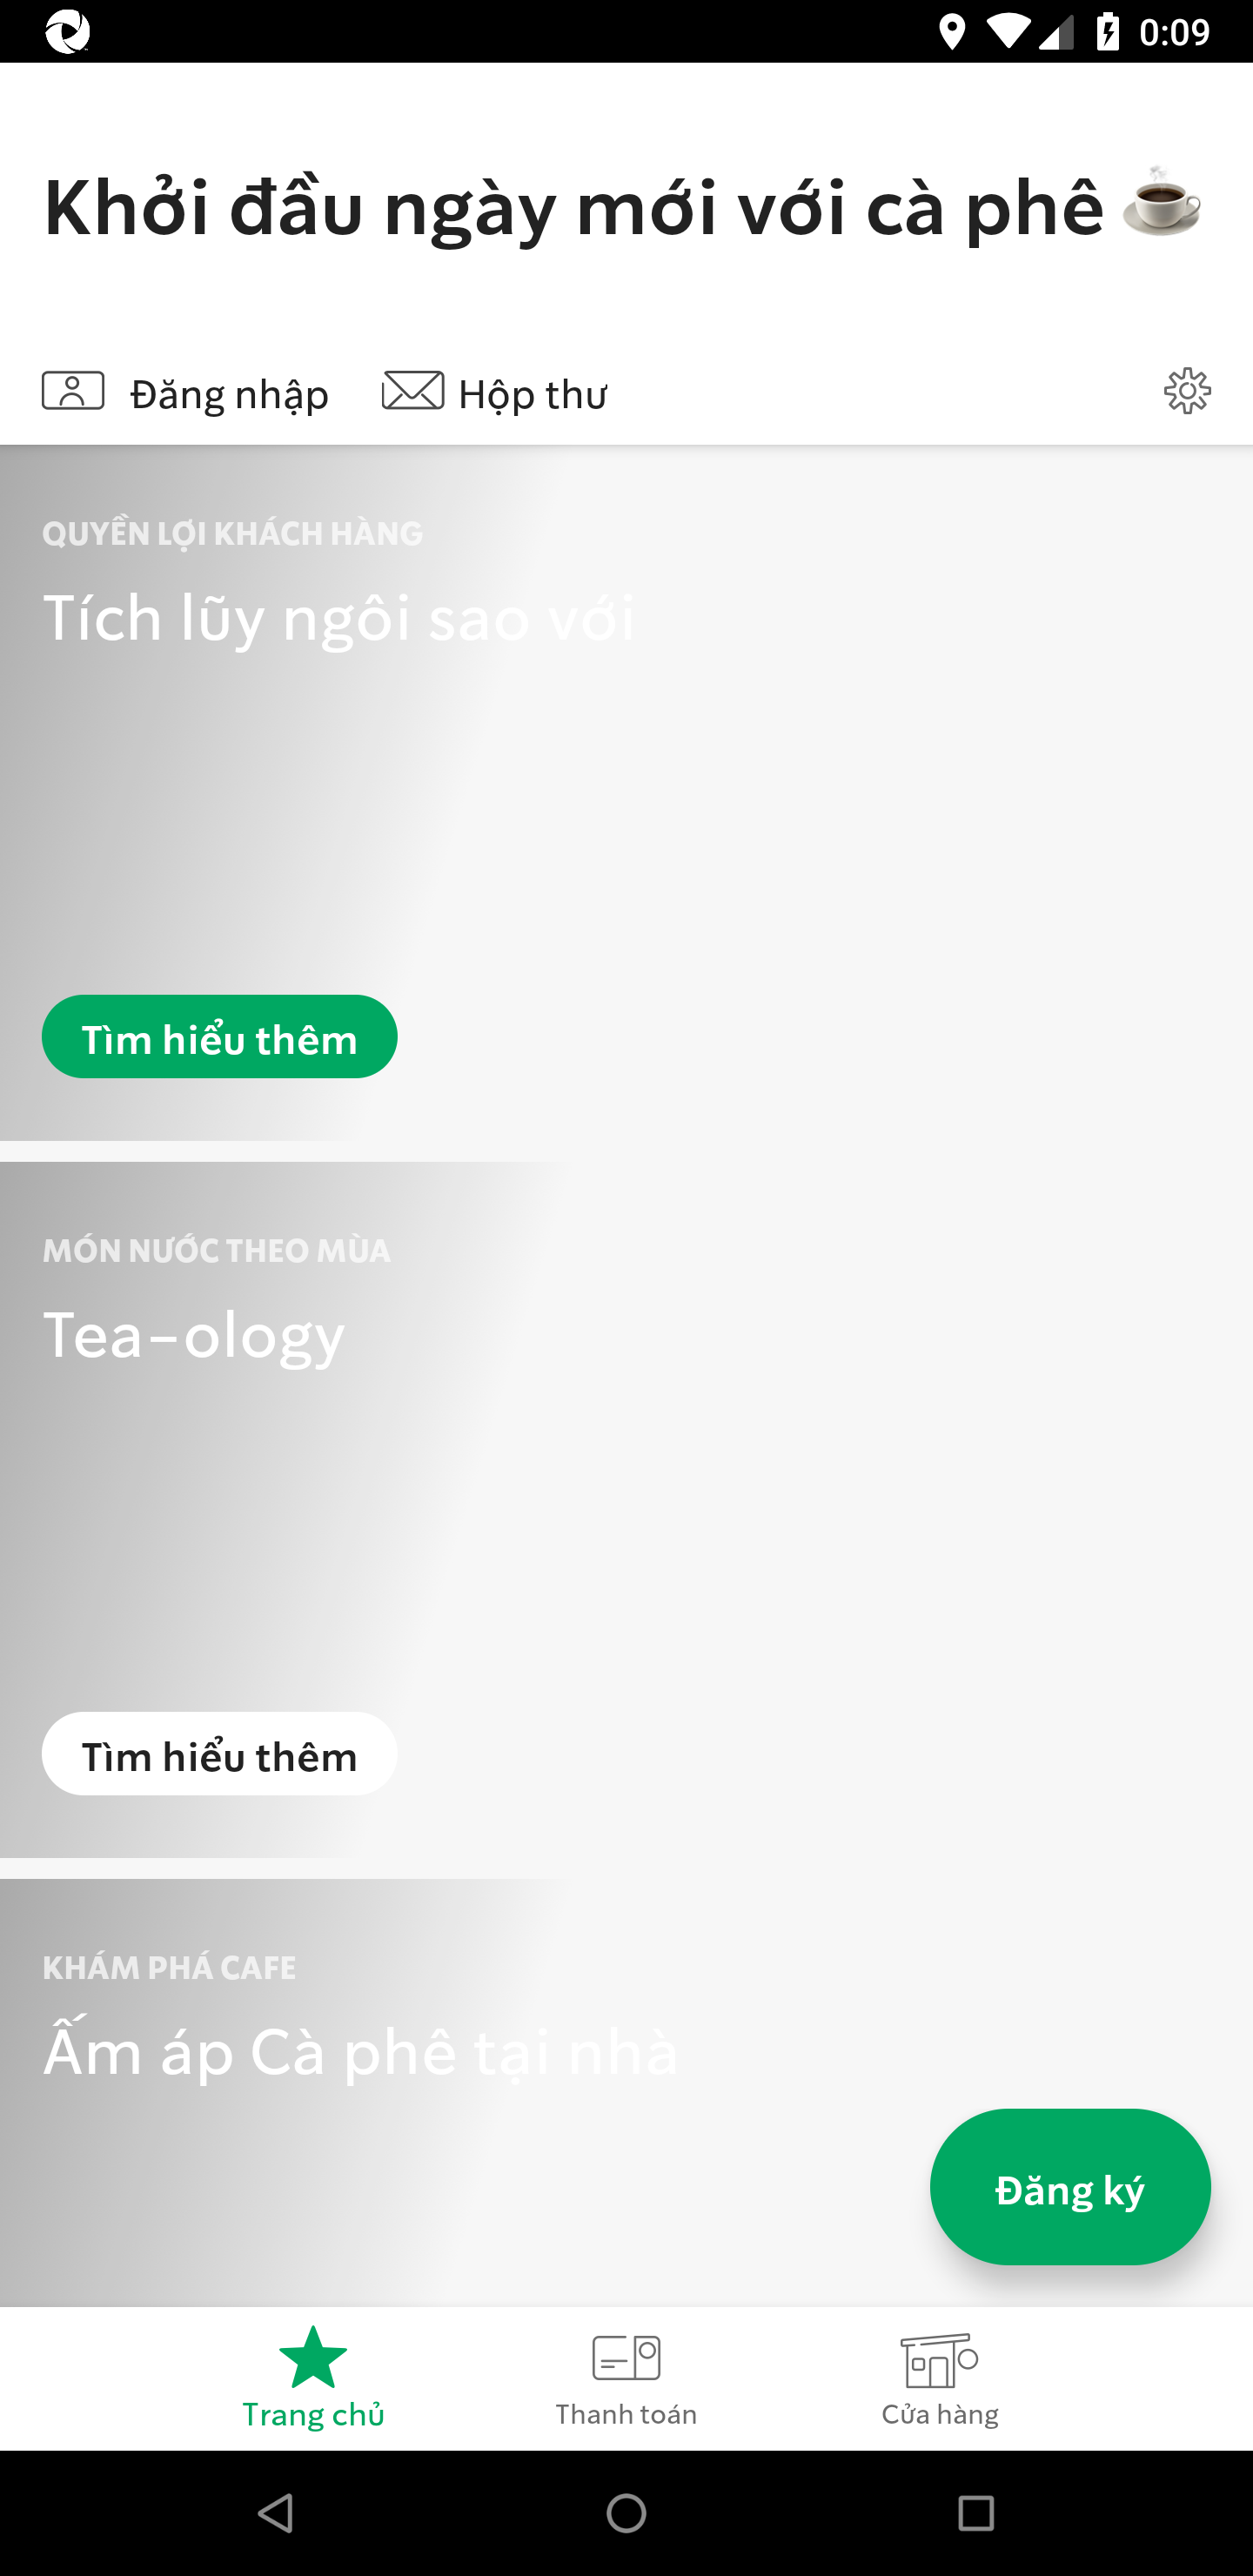 0:09
Khởi đầu ngày mới với cà phê ☕
Đăng nhập
Hộp thư
QUYỀN LỢI KHÁCH HÀNG
Tích lũy ngôi sao với
Tìm hiểu thêm
MÓN NƯỚC THEO MÙA
Tea-ology
Tìm hiểu thêm
KHÁM PHÁ CAFE
Ấm áp Cà phê tại nhà
Đăng ký
Trang chủ
Thanh toán
Cửa hàng